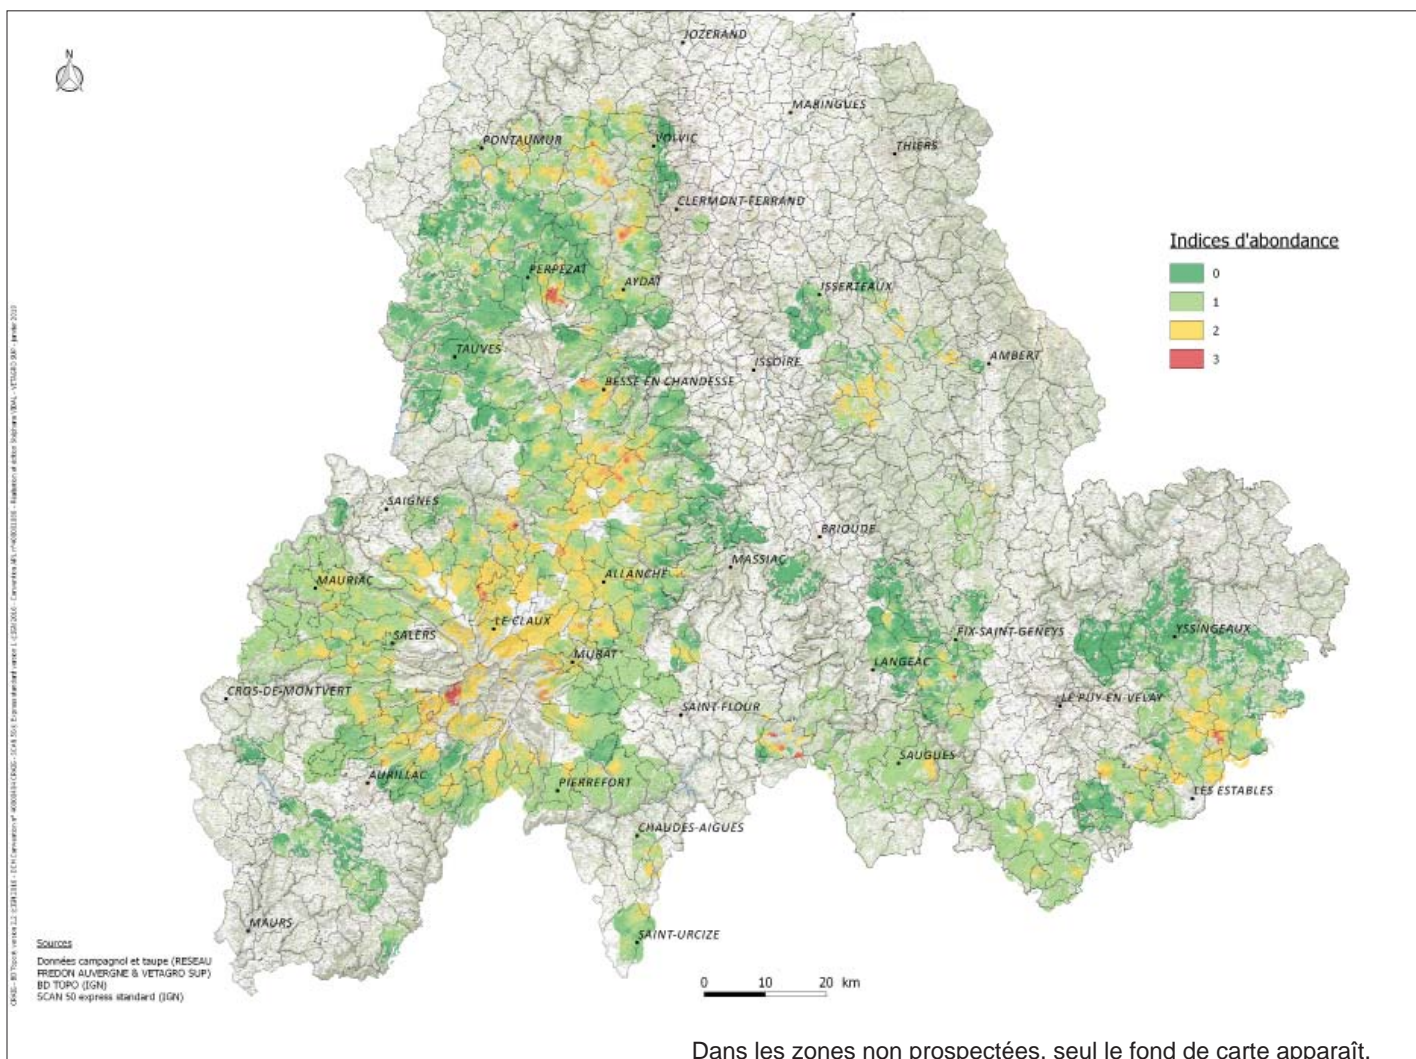 N
JOZERAND
MARINGUES
PONTAUMUR
VOLVIC
THIERS
CLERMONT-FERRAND
Indices d'abondance
0
1
2
3
PERPEZAT
AYDAT
ISSERTEAUX
TAUVES
ISSOIRE
AMBERT
BESSE EN CHANDESSE
SAIGNES
BRIOUDE
MASSIAC
MAURIAC
ALLANCHE
LE CLAUX
SALERS
FIX-SAINT-GENEYS
YSSINGEAUX
MURAT
LANGEAC
CROS-DE-MONTVERT
LE PUY-EN-VELAY
SAINT-FLOUR
SAUGUES
AURILLAC
PIERREFORT
LES ESTABLES
CHAUDES-AIGUES
MAURS
SAINT-URCIZE
Sources
Données campagnol et taupe (RESEAU
FREDON AUVERGNE & VETAGRO SUP)
BD TOPO (IGN)
SCAN 50 express standard (IGN)
0 10 20 km
Dans les zones non prospectées, seul le fond de carte apparaît.